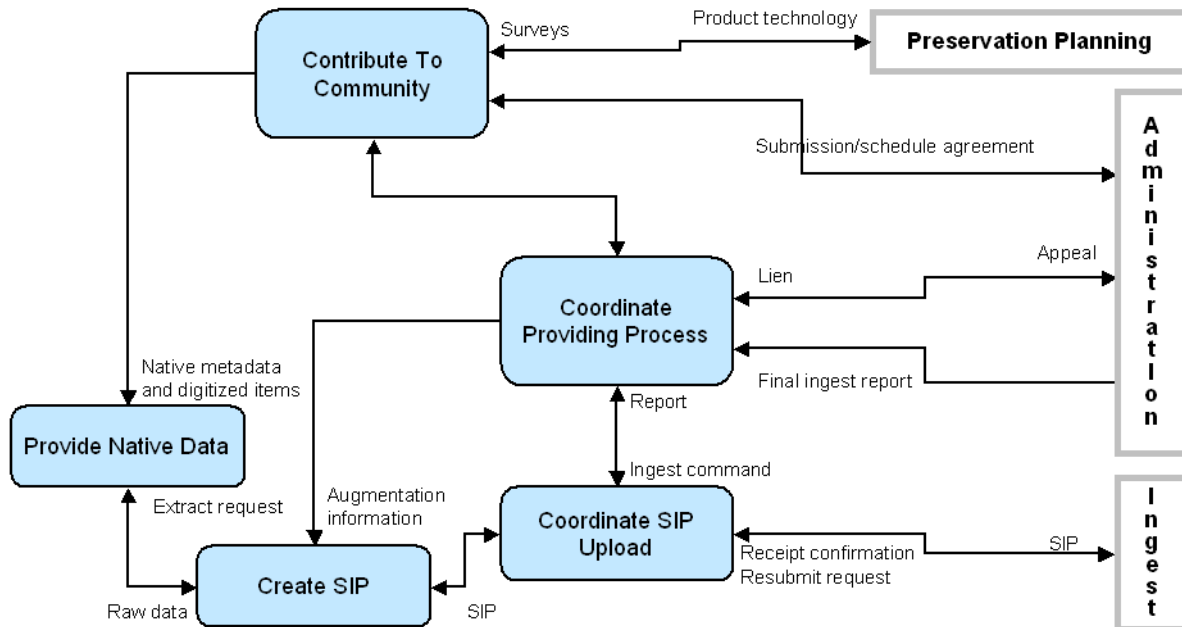 Product technology
Surveys
Preservation Planning
Contribute To
Community
Administration
Submission/schedule agreement
Appeal
Lien
Coordinate
Providing Process
Native metadata
and digitized items
Final ingest report
Report
Provide Native Data
Ingest command
Extract request
Augmentation
information
Coordinate SIP
Upload
Ingest
SIP
Receipt confirmation
Resubmit request
Create SIP
Raw data
SIP